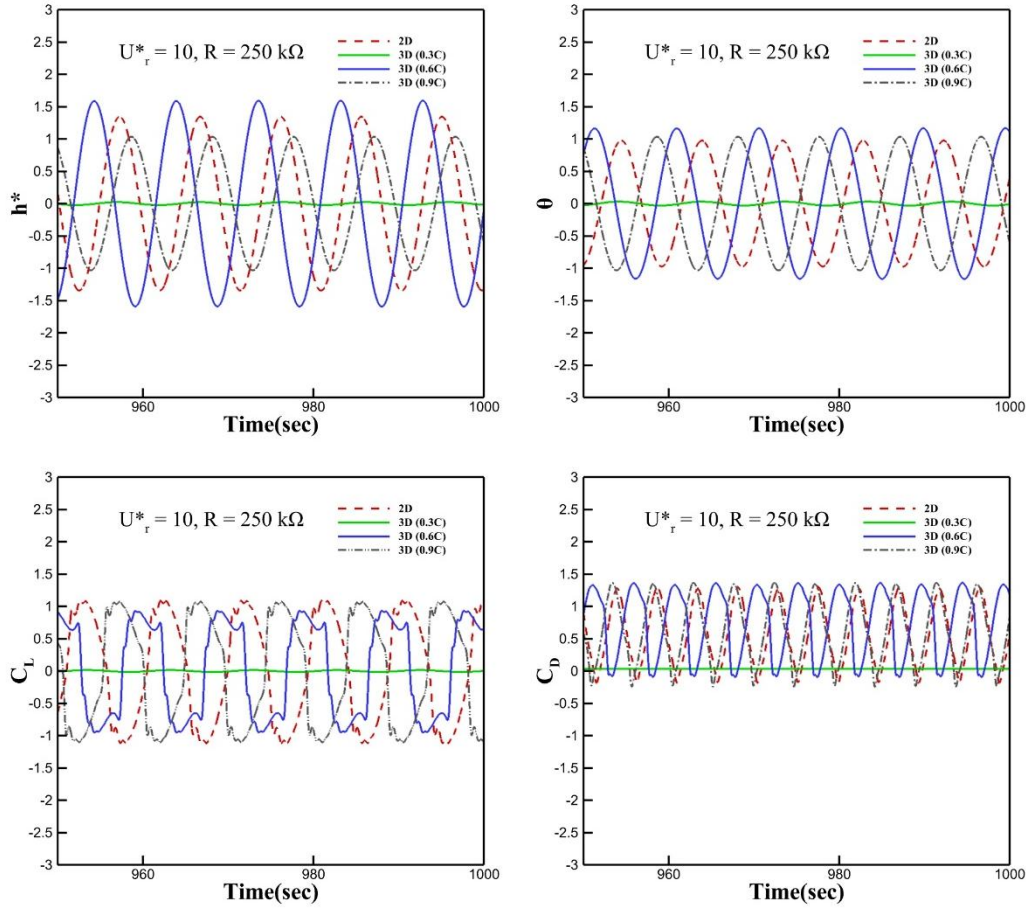 3
2.5
2
1.5
1
0.5
0
-0.5
-1
-1.5
-2
-2.5
-3
h*
U*r = 10, R = 250 kΩ
2D
3D (0.3C)
3D (0.6C)
3D (0.9C)
960
980
1000
Time(sec)
3
2.5
2
1.5
1
0.5
0
-0.5
-1
-1.5
-2
-2.5
-3
θ
U*r = 10, R = 250 kΩ
2D
3D (0.3C)
3D (0.6C)
3D (0.9C)
960
980
1000
Time(sec)
3
2.5
2
1.5
1
0.5
0
-0.5
-1
-1.5
-2
-2.5
-3
CL
U*r = 10, R = 250 kΩ
2D
3D (0.3C)
3D (0.6C)
3D (0.9C)
960
980
1000
Time(sec)
3
2.5
2
1.5
1
0.5
0
-0.5
-1
-1.5
-2
-2.5
-3
CD
U*r = 10, R = 250 kΩ
2D
3D (0.3C)
3D (0.6C)
3D (0.9C)
960
980
1000
Time(sec)